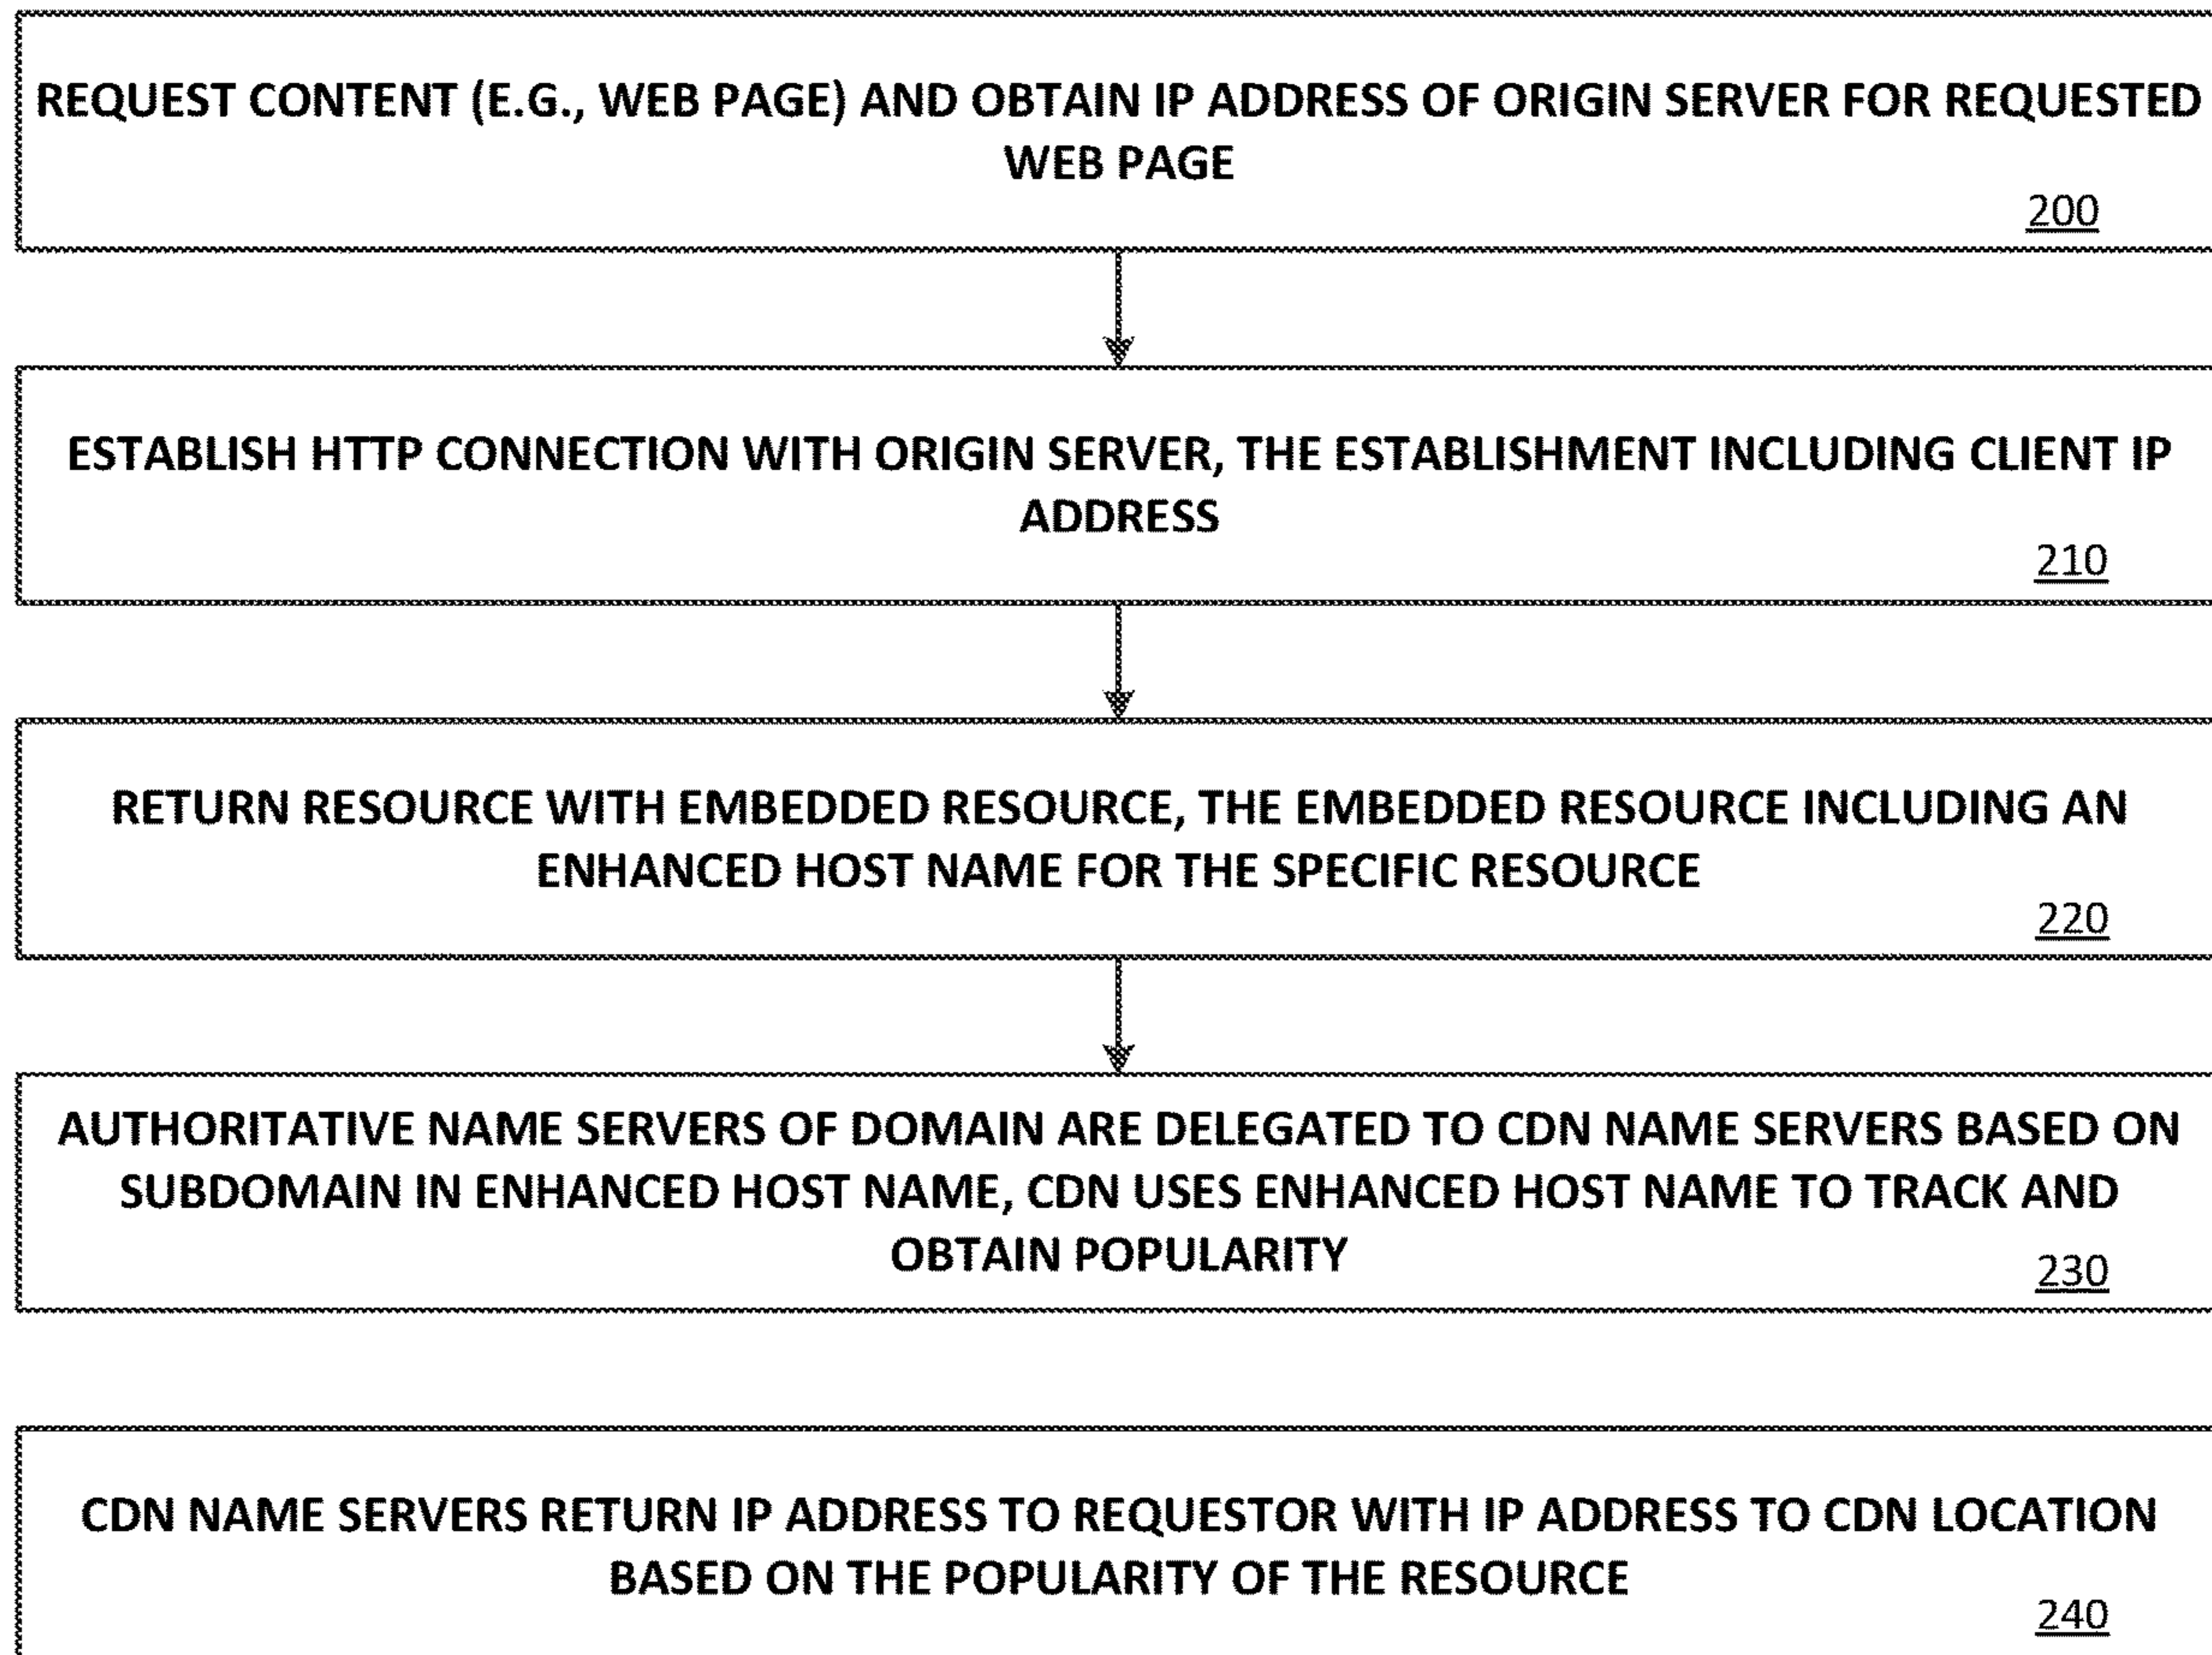 REQUEST CONTENT (E.G., WEB PAGE) AND OBTAIN IP ADDRESS OF ORIGIN SERVER FOR REQUESTED
WEB PAGE
200
ESTABLISH HTTP CONNECTION WITH ORIGIN SERVER, THE ESTABLISHMENT INCLUDING CLIENT IP
ADDRESS
210
RETURN RESOURCE WITH EMBEDDED RESOURCE, THE EMBEDDED RESOURCE INCLUDING AN
ENHANCED HOST NAME FOR THE SPECIFIC RESOURCE
220
AUTHORITATIVE NAME SERVERS OF DOMAIN ARE DELEGATED TO CDN NAME SERVERS BASED ON
SUBDOMAIN IN ENHANCED HOST NAME, CDN USES ENHANCED HOST NAME TO TRACK AND
OBTAIN POPULARITY
230
CDN NAME SERVERS RETURN IP ADDRESS TO REQUESTOR WITH IP ADDRESS TO CDN LOCATION
BASED ON THE POPULARITY OF THE RESOURCE
240